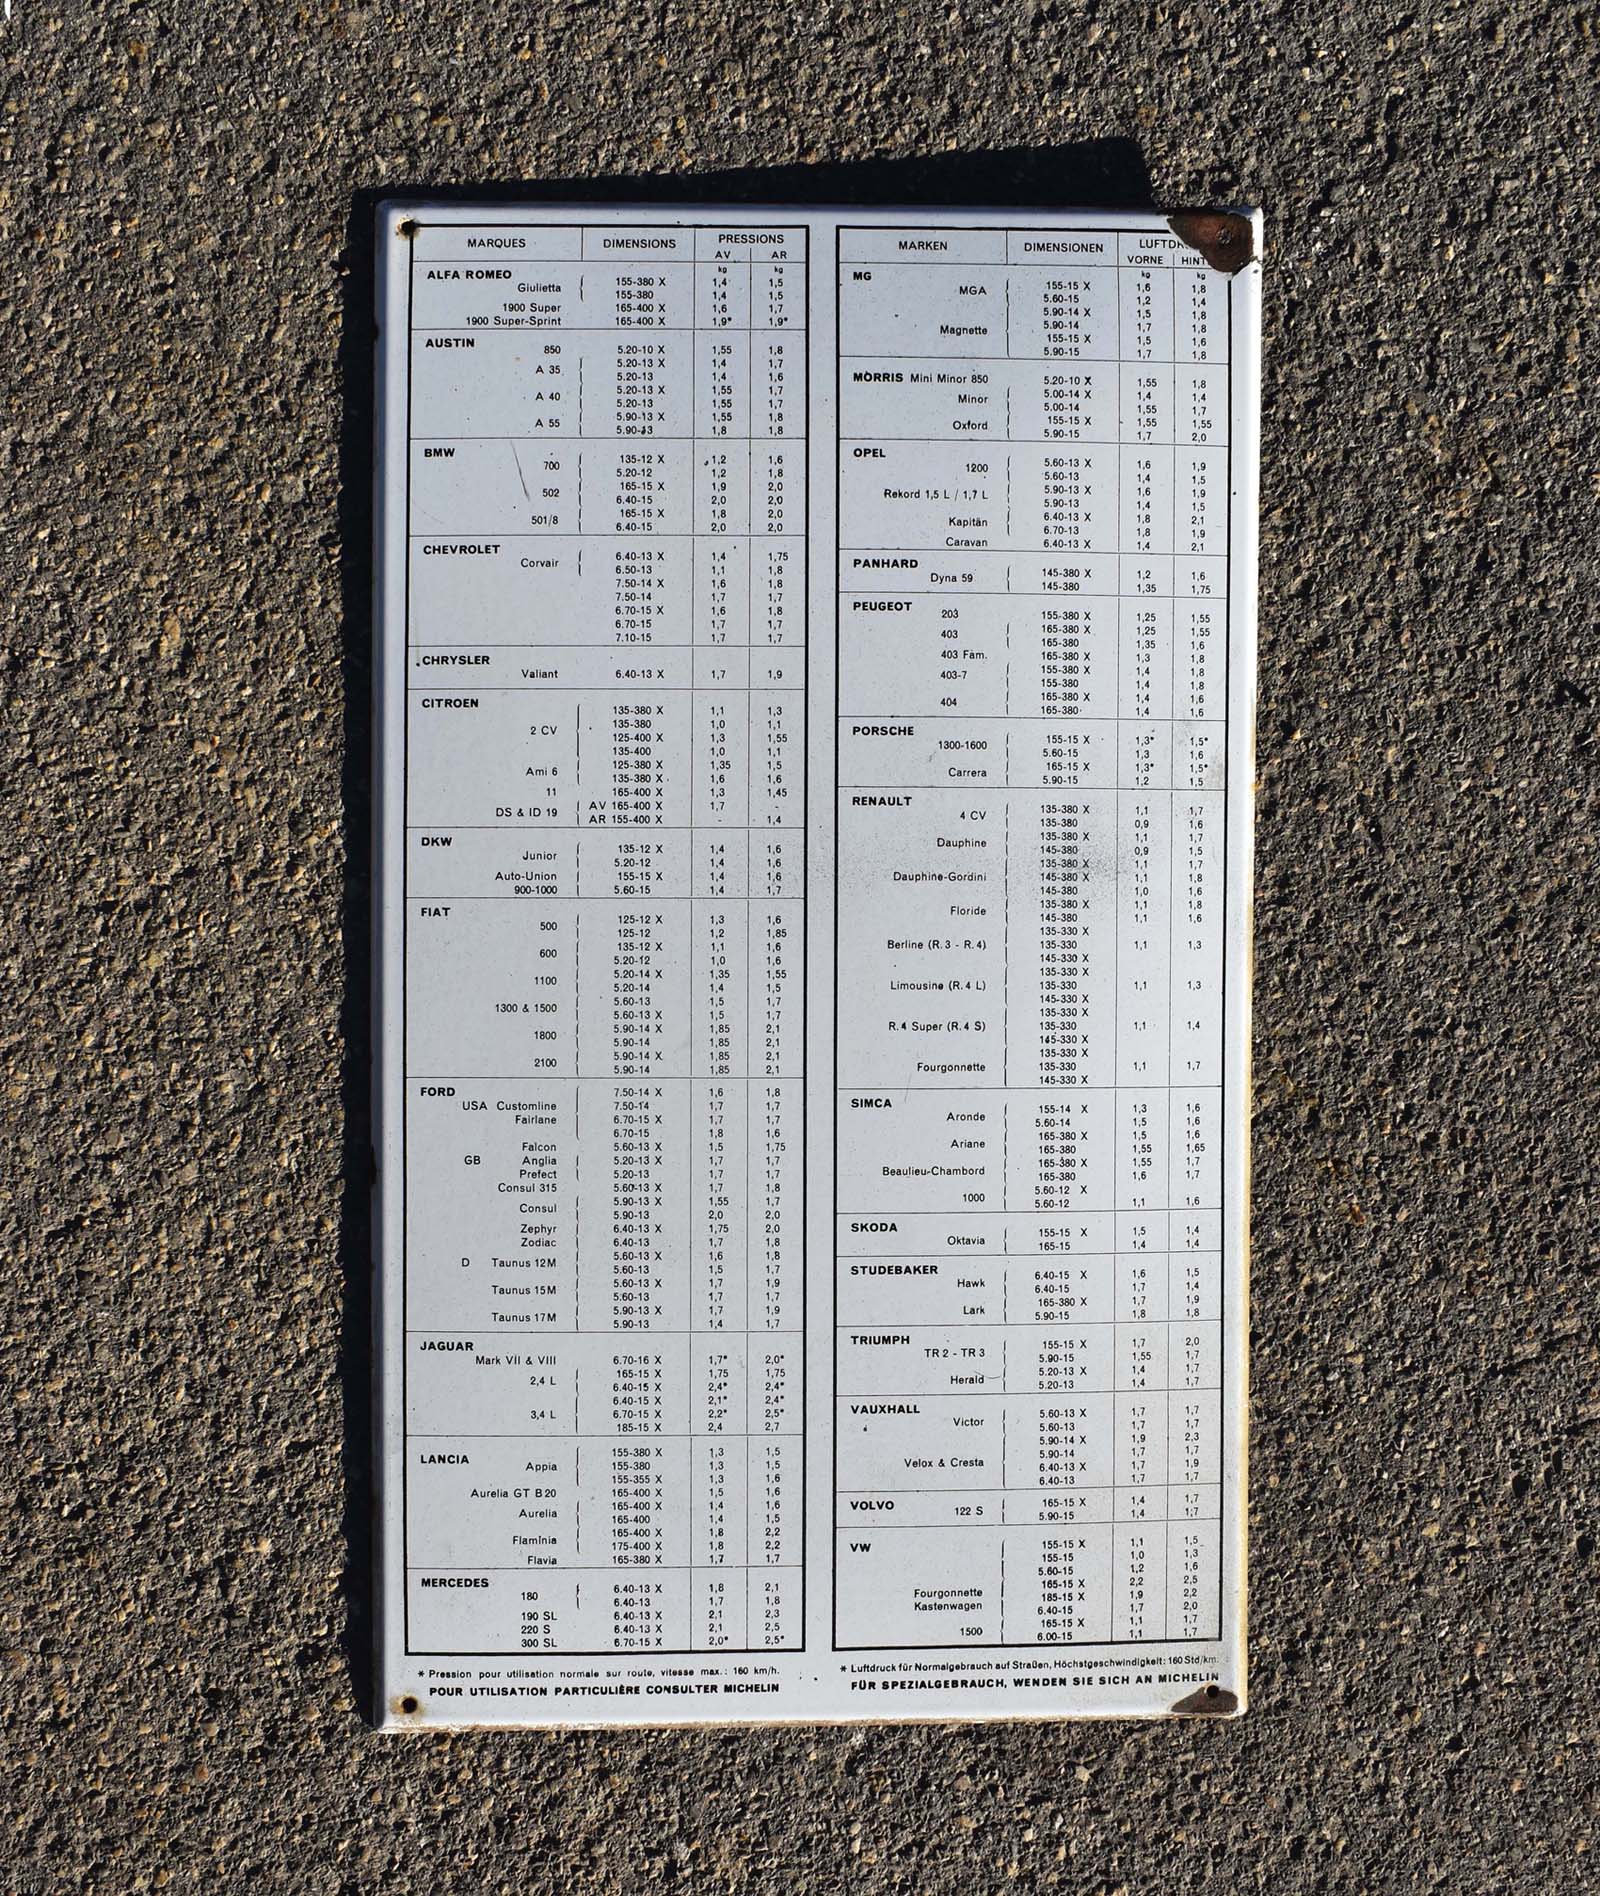 MARQUES DIMENSIONS PRESSIONS
AV AR
kg kg
ALFA ROMEO
Giulietta 155-380 X 1,4 1,5
155-380 1,4 1,5
1900 Super 165-400 X 1,6 1,7
1900 Super-Sprint 165-400 X 1,9* 1,9*
AUSTIN
850 5.20-10 X 1,55 1,8
A 35 5.20-13 X 1,4 1,7
5.20-13 1,4 1,6
A 40 5.20-13 X 1,55 1,7
5.20-13 1,55 1,7
A 55 5.90-13 X 1,55 1,8
5.90-13 1,8 1,8
BMW
700 135-12 X 1,2 1,6
5.20-12 1,2 1,8
502 165-15 X 1,9 2,0
6.40-15 2,0 2,0
501/8 165-15 X 1,8 2,0
6.40-15 2,0 2,0
CHEVROLET
Corvair 6.40-13 X 1,4 1,75
6.50-13 1,1 1,8
7.50-14 X 1,6 1,8
7.50-14 1,7 1,7
6.70-15 X 1,6 1,8
6.70-15 1,7 1,7
7.10-15 1,7 1,7
CHRYSLER
Valiant 6.40-13 X 1,7 1,9
CITROEN
2 CV 135-380 X 1,1 1,3
135-380 1,0 1,1
125-400 X 1,3 1,55
135-400 1,0 1,1
Ami 6 125-380 X 1,35 1,5
135-380 X 1,6 1,6
11 165-400 X 1,3 1,45
DS & ID 19 AV 165-400 X 1,7 -
AR 155-400 X - 1,4
DKW
Junior 135-12 X 1,4 1,6
5.20-12 1,4 1,6
Auto-Union 155-15 X 1,4 1,6
900-1000 5.60-15 1,4 1,7
FIAT
500 125-12 X 1,3 1,6
125-12 1,2 1,85
600 135-12 X 1,1 1,6
5.20-12 1,0 1,6
1100 5.20-14 X 1,35 1,55
5.20-14 1,4 1,5
1300 & 1500 5.60-13 1,5 1,7
5.60-13 X 1,5 1,7
1800 5.90-14 X 1,85 2,1
5.90-14 1,85 2,1
2100 5.90-14 X 1,85 2,1
5.90-14 1,85 2,1
FORD 7.50-14 X 1,6 1,8
USA Customline 7.50-14 1,7 1,7
Fairlane 6.70-15 X 1,7 1,7
6.70-15 1,8 1,6
Falcon 5.60-13 X 1,5 1,75
GB Anglia 5.20-13 X 1,7 1,7
Prefect 5.20-13 1,7 1,7
Consul 315 5.60-13 X 1,7 1,8
Consul 5.90-13 X 1,55 1,7
5.90-13 2,0 2,0
Zephyr 6.40-13 X 1,75 2,0
Zodiac 6.40-13 1,7 1,8
D Taunus 12M 5.60-13 X 1,6 1,8
5.60-13 1,5 1,7
Taunus 15M 5.60-13 X 1,7 1,9
5.60-13 1,7 1,7
Taunus 17M 5.90-13 X 1,7 1,9
5.90-13 1,4 1,7
JAGUAR
Mark VII & VIII 6.70-16 X 1,7* 2,0*
2,4 L 165-15 X 1,75 1,75
6.40-15 X 2,4* 2,4*
3,4 L 6.40-15 X 2,1* 2,4*
6.70-15 X 2,2* 2,5*
185-15 X 2,4 2,7
LANCIA
Appia 155-380 X 1,3 1,5
155-380 1,3 1,5
155-355 X 1,3 1,6
Aurelia GT B20 165-400 X 1,5 1,6
Aurelia 165-400 X 1,4 1,6
165-400 1,4 1,5
Flaminia 165-400 X 1,8 2,2
175-400 X 1,8 2,2
Flavia 165-380 X 1,7 1,7
MERCEDES
180 6.40-13 X 1,8 2,1
6.40-13 1,7 1,8
190 SL 6.40-13 X 2,1 2,3
220 S 6.40-13 X 2,1 2,5
300 SL 6.70-15 X 2,0* 2,5*
* Pression pour utilisation normale sur route, vitesse max.: 160 km/h.
POUR UTILISATION PARTICULIÈRE CONSULTER MICHELIN
MARKEN DIMENSIONEN
VORNE
kg kg
MG
MGA 155-15 X 1,6 1,8
5.60-15 1,2 1,4
Magnette 5.90-14 X 1,5 1,8
5.90-14 1,7 1,8
155-15 X 1,5 1,6
5.90-15 1,7 1,8
MORRIS Mini Minor 850 5.20-10 X 1,55 1,8
Minor 5.00-14 X 1,4 1,4
5.00-14 1,55 1,7
Oxford 155-15 X 1,55 1,55
5.90-15 1,7 2,0
OPEL
1200 5.60-13 X 1,6 1,9
5.60-13 1,4 1,5
Rekord 1,5 L / 1,7 L 5.90-13 X 1,6 1,9
5.90-13 1,4 1,5
Kapitän 6.40-13 X 1,8 2,1
6.70-13 1,8 1,9
Caravan 6.40-13 X 1,4 2,1
PANHARD
Dyna 59 145-380 X 1,2 1,6
145-380 1,35 1,75
PEUGEOT
203 155-380 X 1,25 1,55
403 165-380 X 1,25 1,55
165-380 1,35 1,6
403 Fam. 165-380 X 1,3 1,8
403-7 155-380 X 1,4 1,8
155-380 1,4 1,8
404 165-380 X 1,4 1,6
165-380 1,4 1,6
PORSCHE
1300-1600 155-15 X 1,3* 1,5*
5.60-15 1,3 1,6
Carrera 165-15 X 1,3* 1,5*
5.90-15 1,2 1,5
RENAULT
4 CV 135-380 X 1,1 1,7
135-380 0,9 1,6
Dauphine 135-380 X 1,1 1,7
145-380 0,9 1,5
Dauphine-Gordini 135-380 X 1,1 1,7
145-380 X 1,1 1,8
145-380 1,0 1,6
Floride 135-380 X 1,1 1,8
145-380 1,1 1,6
135-330 X
Berline (R.3 - R.4) 135-330 1,1 1,3
145-330 X
135-330 X
Limousine (R.4 L) 135-330 1,1 1,3
145-330 X
135-330 X
R.4 Super (R.4 S) 135-330 1,1 1,4
145-330 X
135-330 X
Fourgonnette 135-330 1,1 1,7
145-330 X
SIMCA
Aronde 155-14 X 1,3 1,6
5.60-14 1,5 1,6
Ariane 165-380 X 1,5 1,6
165-380 1,55 1,65
Beaulieu-Chambord 165-380 X 1,55 1,7
165-380 1,6 1,7
1000 5.60-12 X
5.60-12 1,1 1,6
SKODA
Oktavia 155-15 X 1,5 1,4
165-15 1,4 1,4
STUDEBAKER
Hawk 6.40-15 X 1,6 1,5
6.40-15 1,7 1,4
Lark 165-380 X 1,7 1,9
5.90-15 1,8 1,8
TRIUMPH
TR 2 - TR 3 155-15 X 1,7 2,0
5.90-15 1,55 1,7
Herald 5.20-13 X 1,4 1,7
5.20-13 1,4 1,7
VAUXHALL
Victor 5.60-13 X 1,7 1,7
5.60-13 1,7 1,7
5.90-14 X 1,9 2,3
5.90-14 1,7 1,7
Velox & Cresta 6.40-13 X 1,7 1,9
6.40-13 1,7 1,7
VOLVO
122 S 165-15 X 1,4 1,7
5.90-15 1,4 1,7
VW 155-15 X 1,1 1,5
155-15 1,0 1,3
5.60-15 1,2 1,6
165-15 X 2,2 2,5
Fourgonnette 185-15 X 1,9 2,2
Kastenwagen 6.40-15 1,7 2,0
165-15 X 1,1 1,7
1500 6.00-15 1,1 1,7
* Luftdruck für Normalgebrauch auf Straßen, Höchstgeschwindigkeit: 160 Std/km.
FÜR SPEZIALGEBRAUCH, WENDEN SIE SICH AN MICHELIN